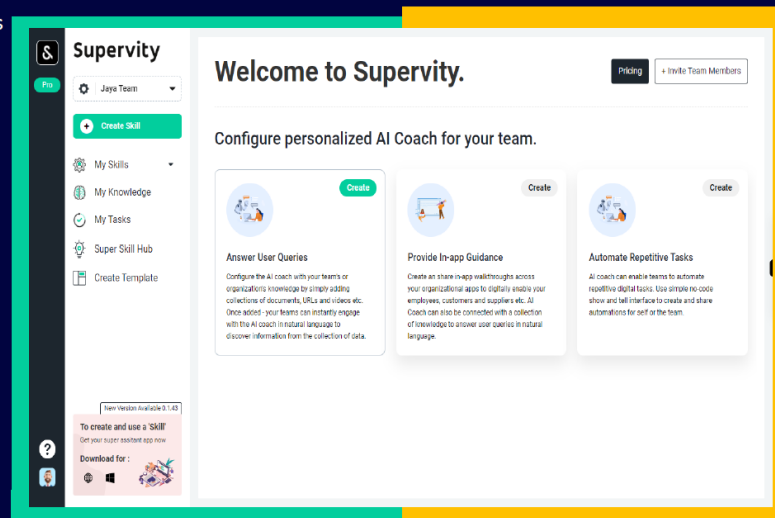 s
&
Pro
Supervity
Jaya Team
+ Create Skill
My Skills
My Knowledge
My Tasks
Super Skill Hub
Create Template
New Version Available 0.1.43
To create and use a 'Skill'
Get your super assitant app now
Download for :
?
Welcome to Supervity.
Pricing
+ Invite Team Members
Configure personalized AI Coach for your team.
Create
Answer User Queries
Configure the AI coach with your team's or
organizations knowledge by simply adding
collections of documents, URLs and videos etc.
Once added - your teams can instantly engage
with the AI coach in natural language to
discover information from the collection of data.
Create
Provide In-app Guidance
Create an share in-app walkthroughs across
your organizational apps to digitally enable your
employees, customers and suppliers etc. AI
Coach can also be connected with a collection
of knowledge to answer user queries in natural
language.
Create
Automate Repetitive Tasks
AI coach can enable teams to automate
repetitive digital tasks. Use simple no-code
show and tell interface to create and share
automations for self or the team.